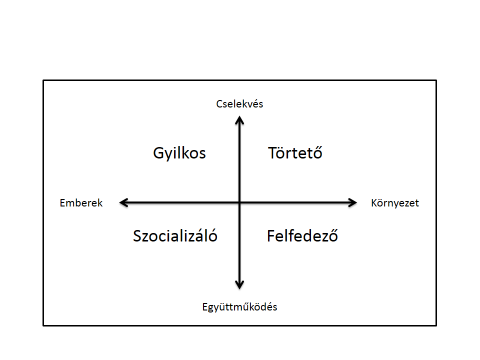 Cselekvés
Gyilkos Törtető
Emberek Környezet
Szocializáló Felfedező
Együttműködés